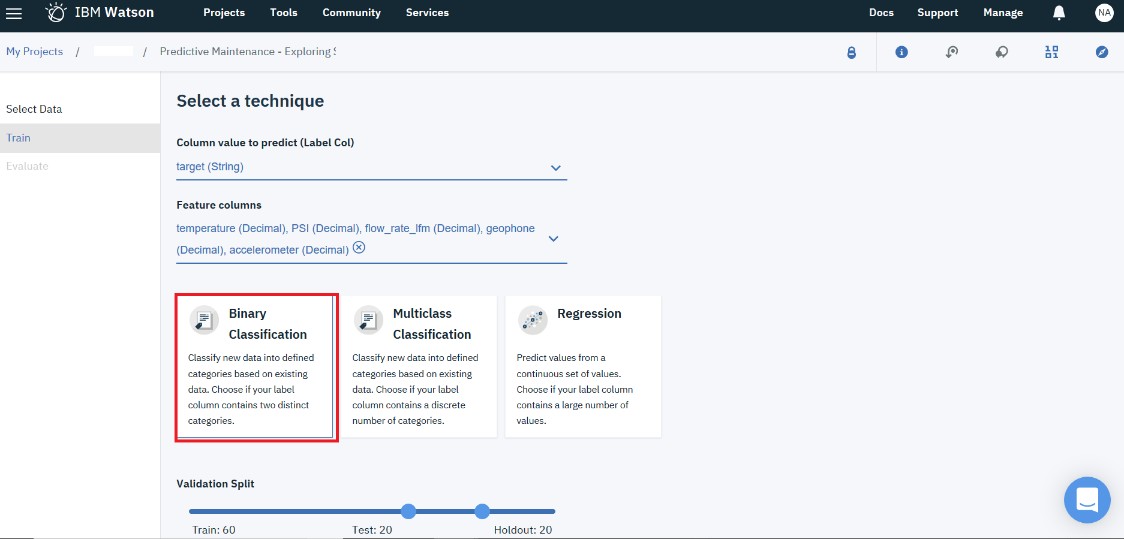 IBM Watson Projects Tools Community Services Docs Support Manage NA
My Projects / / Predictive Maintenance - Exploring
Select Data
Train
Evaluate
Select a technique
Column value to predict (Label Col)
target (String)
Feature columns
temperature (Decimal), PSI (Decimal), flow_rate_lfm (Decimal), geophone
(Decimal), accelerometer (Decimal)
Binary
Classification
Classify new data into defined
categories based on existing
data. Choose if your label
column contains two distinct
categories.
Multiclass
Classification
Classify new data into defined
categories based on existing
data. Choose if your label
column contains a discrete
number of categories.
Regression
Predict values from a
continuous set of values.
Choose if your label column
contains a large number of
values.
Validation Split
Train: 60 Test: 20 Holdout: 20